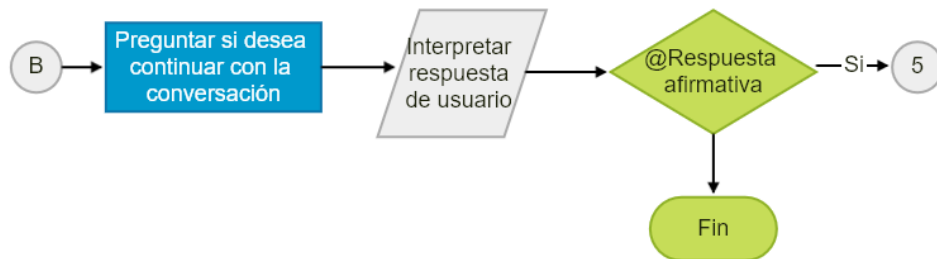 B
Preguntar si desea
continuar con la
conversación
Interpretar
respuesta
de usuario
@Respuesta
afirmativa
Si
5
Fin